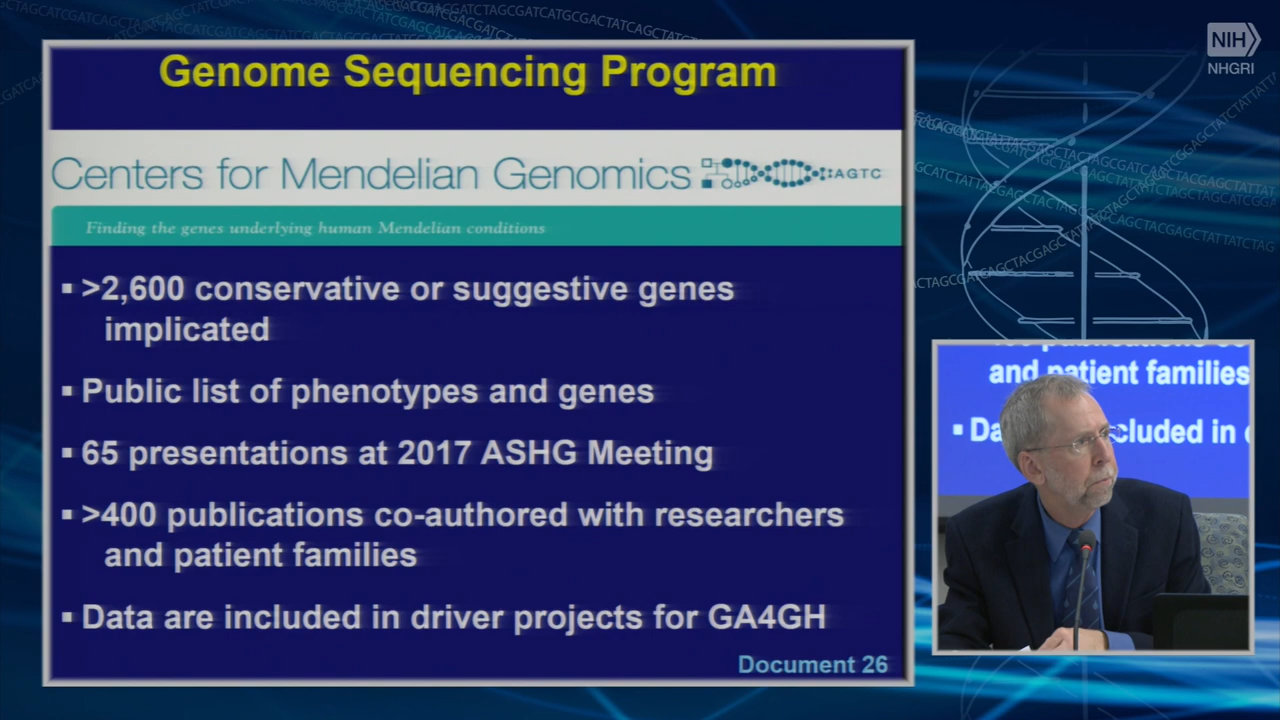 NIH
NHGRI
Genome Sequencing Program
Centers for Mendelian Genomics
AGTC
Finding the genes underlying human Mendelian conditions
▪ >2,600 conservative or suggestive genes
implicated
▪ Public list of phenotypes and genes
▪ 65 presentations at 2017 ASHG Meeting
▪ >400 publications co-authored with researchers
and patient families
▪ Data are included in driver projects for GA4GH
Document 26
and patient families
▪ Da cluded in